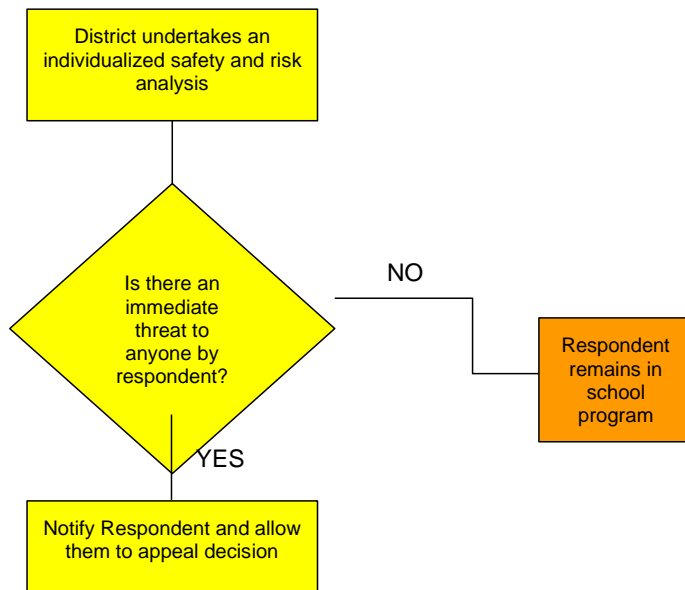 District undertakes an
individualized safety and risk
analysis
Is there an
immediate
threat to
anyone by
respondent?
NO
Respondent
remains in
school
program
YES
Notify Respondent and allow
them to appeal decision